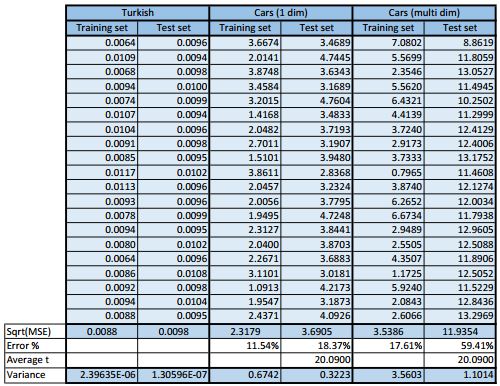 Turkish Cars (1 dim) Cars (multi dim)
Training set Test set Training set Test set Training set Test set
0.0064 0.0096 3.6674 3.4689 7.0802 8.8619
0.0109 0.0094 2.0141 4.7445 5.5699 11.8059
0.0068 0.0098 3.8748 3.6343 2.3546 13.0527
0.0094 0.0100 3.4584 3.1689 5.5620 11.4945
0.0074 0.0099 3.2015 4.7604 6.4321 10.2502
0.0107 0.0094 1.4168 3.4833 4.4139 11.2999
0.0104 0.0096 2.0482 3.7193 3.7240 12.4129
0.0091 0.0098 2.7011 3.1907 2.9173 12.4006
0.0085 0.0095 1.5101 3.9480 3.7333 13.1752
0.0117 0.0102 3.8611 2.8368 0.7965 11.4608
0.0113 0.0096 2.0457 3.2324 3.8740 12.1274
0.0093 0.0096 2.0056 3.7795 6.2652 12.0034
0.0078 0.0099 1.9495 4.7248 6.6734 11.7938
0.0094 0.0095 2.3127 3.8441 2.9489 12.9605
0.0080 0.0102 2.0400 3.8703 2.5505 12.5088
0.0064 0.0096 2.2671 3.6883 4.3507 11.8906
0.0086 0.0108 3.1101 3.0181 1.1725 12.5052
0.0092 0.0098 1.0913 4.2173 5.9240 11.5229
0.0094 0.0104 1.9547 3.1873 2.0843 12.8436
0.0088 0.0095 2.4371 4.0926 2.6066 13.2969
Sqrt(MSE) 0.0088 0.0098 2.3179 3.6905 3.5386 11.9354
Error % 11.54% 18.37% 17.61% 59.41%
Average t 20.0900 20.0900
Variance 2.39635E-06 1.30596E-07 0.6742 0.3223 3.5603 1.1014